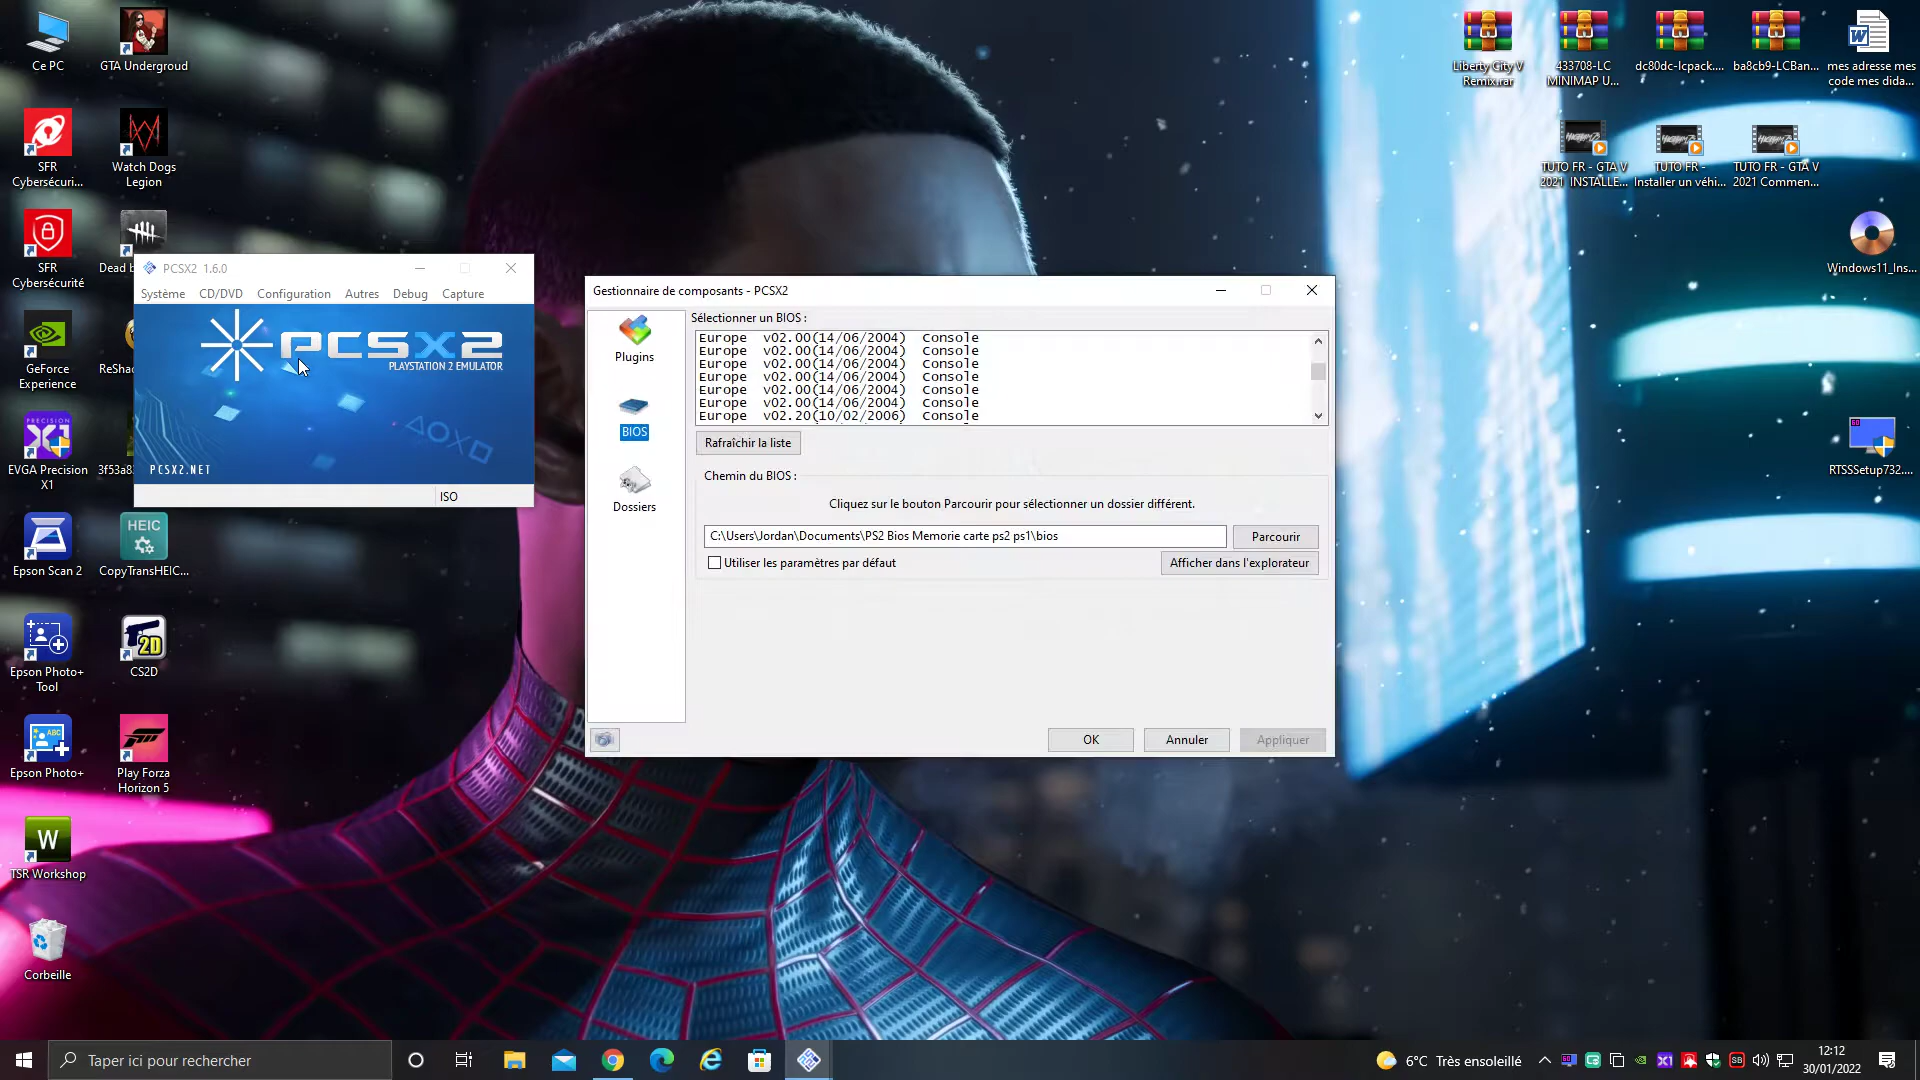 Ce PC
GTA Undergroud
SFR
Cybersécuri...
Watch Dogs
Legion
SFR
Cybersécurité
Dead b
GeForce
Experience
ReSha
EVGA Precision
X1
3f53a8
Epson Scan 2
HEIC
CopyTransHEIC...
Epson Photo+
Tool
2D
CS2D
Epson Photo+
Play Forza
Horizon 5
W
TSR Workshop
Corbeille
PCSX2 1.6.0
Système
CD/DVD
Configuration
Autres
Debug
Capture
PCSX2
PLAYSTATION 2 EMULATOR
PCSX2.NET
ISO
Gestionnaire de composants - PCSX2
Plugins
BIOS
Dossiers
Sélectionner un BIOS :
Europe v02.00(14/06/2004) Console
Europe v02.00(14/06/2004) Console
Europe v02.00(14/06/2004) Console
Europe v02.00(14/06/2004) Console
Europe v02.00(14/06/2004) Console
Europe v02.00(14/06/2004) Console
Europe v02.20(10/02/2006) Console
Rafraîchir la liste
Chemin du BIOS :
Cliquez sur le bouton Parcourir pour sélectionner un dossier différent.
C:\Users\Jordan\Documents\PS2 Bios Memorie carte ps2 ps1\bios
Parcourir
Utiliser les paramètres par défaut
Afficher dans l'explorateur
OK
Annuler
Appliquer
Liberty City V
Remix.rar
433708-LC
MINIMAP U...
dc80dc-lcpack....
ba8cb9-LCBan...
mes adresse mes
code mes dida...
TUTO FR - GTA V
2021 INSTALLE...
TUTO FR -
Installer un véhi...
TUTO FR - GTA V
2021 Commen...
Windows11_Ins...
RTSSSetup732....
Taper ici pour rechercher
6°C Très ensoleillé
12:12
30/01/2022